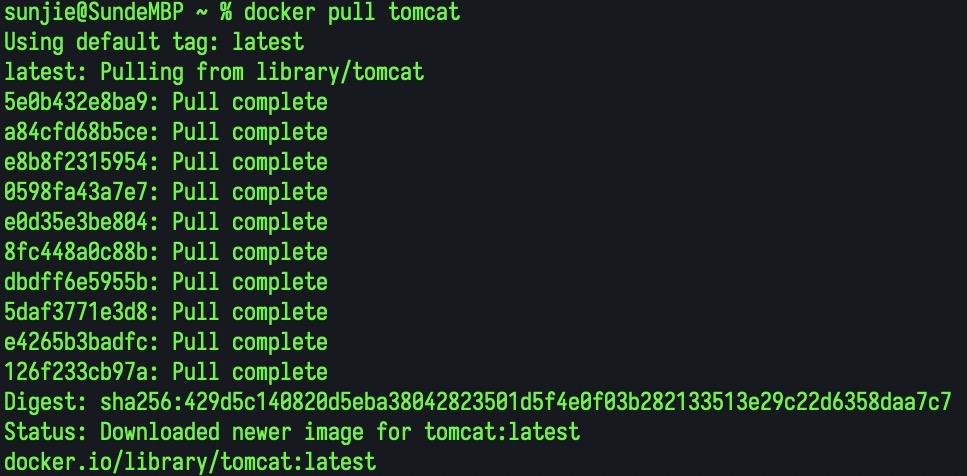 sunjie@SundeMBP ~ % docker pull tomcat
Using default tag: latest
latest: Pulling from library/tomcat
5e0b432e8ba9: Pull complete
a84cfd68b5ce: Pull complete
e8b8f2315954: Pull complete
0598fa43a7e7: Pull complete
e0d35e3be804: Pull complete
8fc448a0c88b: Pull complete
dbdff6e5955b: Pull complete
5daf3771e3d8: Pull complete
e4265b3badfc: Pull complete
126f233cb97a: Pull complete
Digest: sha256:429d5c140820d5eba38042823501d5f4e0f03b282133513e29c22d6358daa7c7
Status: Downloaded newer image for tomcat:latest
docker.io/library/tomcat:latest